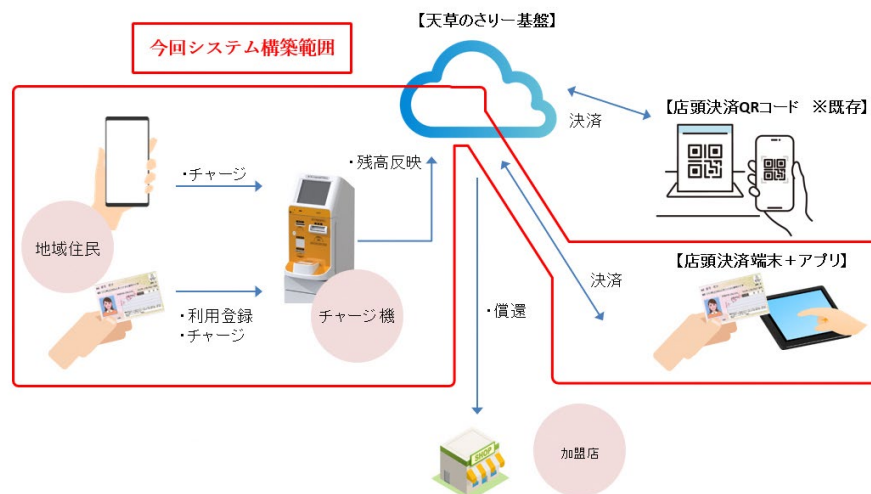 【天草のさりー基盤】
今回システム構築範囲
【店頭決済QRコード ※既存】
決済
・チャージ
・残高反映
地域住民
【店頭決済端末＋アプリ】
決済
・利用登録
・チャージ
チャージ機
・償還
SHOP
加盟店